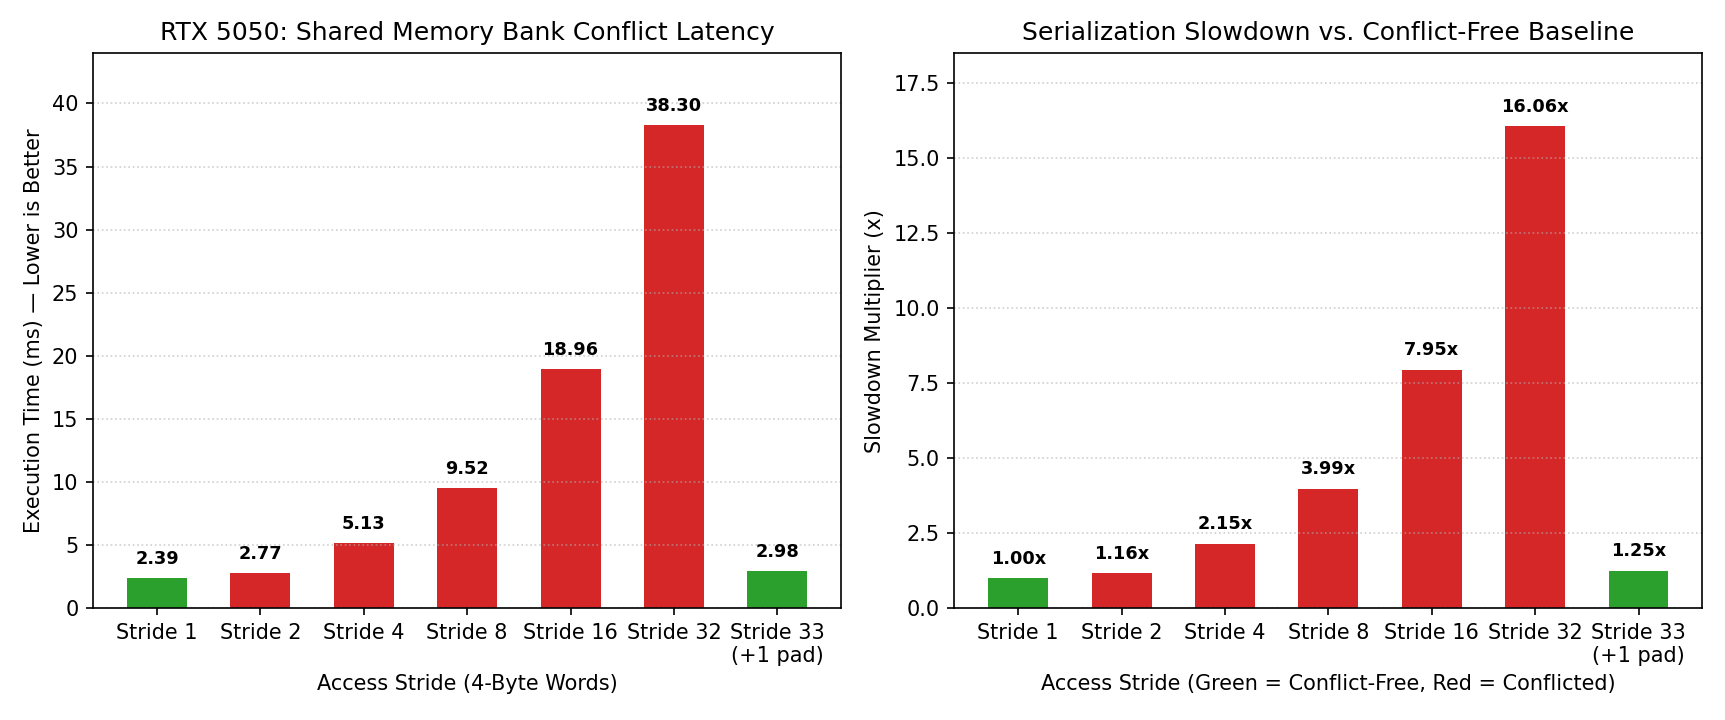 RTX 5050: Shared Memory Bank Conflict Latency
Execution Time (ms) — Lower is Better
40
35
30
25
20
15
10
5
0
2.39
2.77
5.13
9.52
18.96
38.30
2.98
Stride 1
Stride 2
Stride 4
Stride 8
Stride 16
Stride 32
Stride 33
(+1 pad)
Access Stride (4-Byte Words)
Serialization Slowdown vs. Conflict-Free Baseline
Slowdown Multiplier (x)
17.5
15.0
12.5
10.0
7.5
5.0
2.5
0.0
1.00x
1.16x
2.15x
3.99x
7.95x
16.06x
1.25x
Stride 1
Stride 2
Stride 4
Stride 8
Stride 16
Stride 32
Stride 33
(+1 pad)
Access Stride (Green = Conflict-Free, Red = Conflicted)